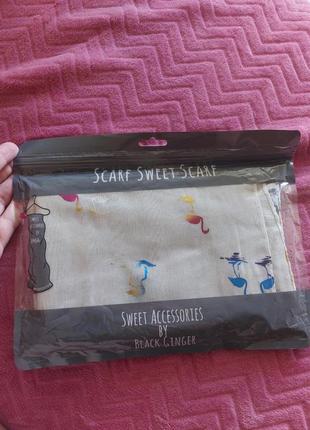 SCARF SWEET SCARF
SWEET ACCESSORIES
BY
BLACK GINGER